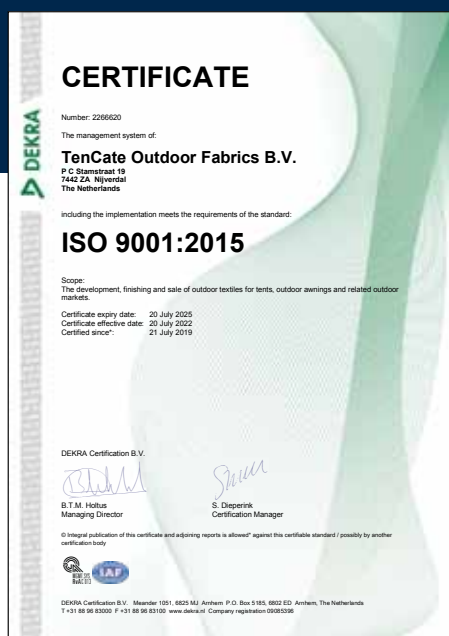 DEKRA
CERTIFICATE
Number: 2266620
The management system of:
TenCate Outdoor Fabrics B.V.
P C Stamstraat 19
7442 ZA Nijverdal
The Netherlands
including the implementation meets the requirements of the standard:
ISO 9001:2015
Scope:
The development, finishing and sale of outdoor textiles for tents, outdoor awnings and related outdoor
markets.
Certificate expiry date: 20 July 2025
Certificate effective date: 20 July 2022
Certified since*: 21 July 2019
DEKRA Certification B.V.
B.T.M. Holtus
Managing Director
S. Dieperink
Certification Manager
© Integral publication of this certificate and adjoining reports is allowed* against this certifiable standard / possibly by another
certification body
IAF
DEKRA Certification B.V. Meander 1051, 6825 MJ Arnhem P.O. Box 5185, 6802 ED Arnhem, The Netherlands
T +31 88 96 83000 F +31 88 96 83100 www.dekra.nl Company registration 09085396